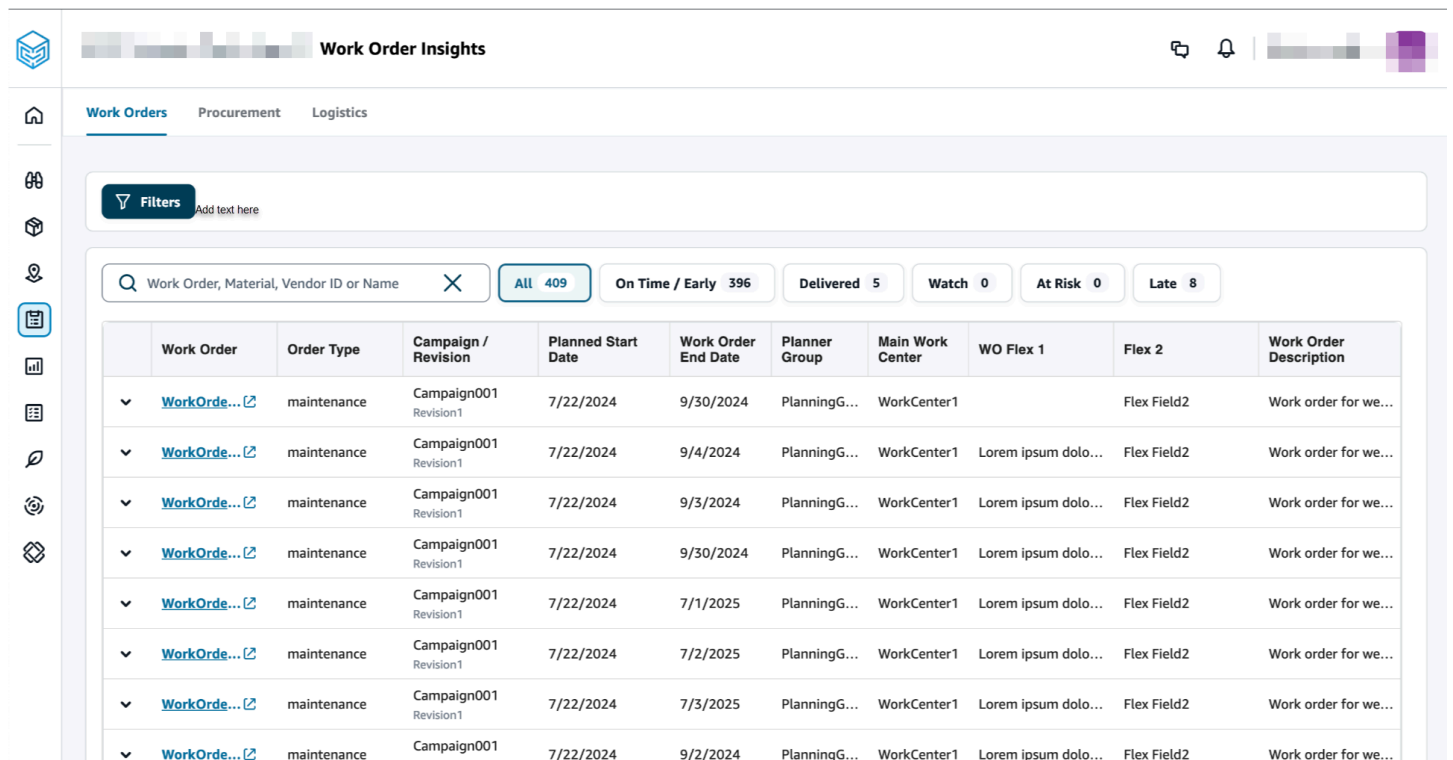 Work Order Insights
Work Orders Procurement Logistics
Filters
Add text here
Work Order, Material, Vendor ID or Name All 409 On Time / Early 396 Delivered 5 Watch 0 At Risk 0 Late 8
Work Order Order Type Campaign / Revision Planned Start Date Work Order End Date Planner Group Main Work Center WO Flex 1 Flex 2 Work Order Description
WorkOrde... maintenance Campaign001 7/22/2024 9/30/2024 PlanningG... WorkCenter1 Flex Field2 Work order for we...
Revision1
WorkOrde... maintenance Campaign001 7/22/2024 9/4/2024 PlanningG... WorkCenter1 Lorem ipsum dolo... Flex Field2 Work order for we...
Revision1
WorkOrde... maintenance Campaign001 7/22/2024 9/3/2024 PlanningG... WorkCenter1 Lorem ipsum dolo... Flex Field2 Work order for we...
Revision1
WorkOrde... maintenance Campaign001 7/22/2024 9/30/2024 PlanningG... WorkCenter1 Lorem ipsum dolo... Flex Field2 Work order for we...
Revision1
WorkOrde... maintenance Campaign001 7/22/2024 7/1/2025 PlanningG... WorkCenter1 Lorem ipsum dolo... Flex Field2 Work order for we...
Revision1
WorkOrde... maintenance Campaign001 7/22/2024 7/2/2025 PlanningG... WorkCenter1 Lorem ipsum dolo... Flex Field2 Work order for we...
Revision1
WorkOrde... maintenance Campaign001 7/22/2024 7/3/2025 PlanningG... WorkCenter1 Lorem ipsum dolo... Flex Field2 Work order for we...
Revision1
WorkOrde... maintenance Campaign001 7/22/2024 9/2/2024 PlanningG... WorkCenter1 Lorem ipsum dolo... Flex Field2 Work order for we...